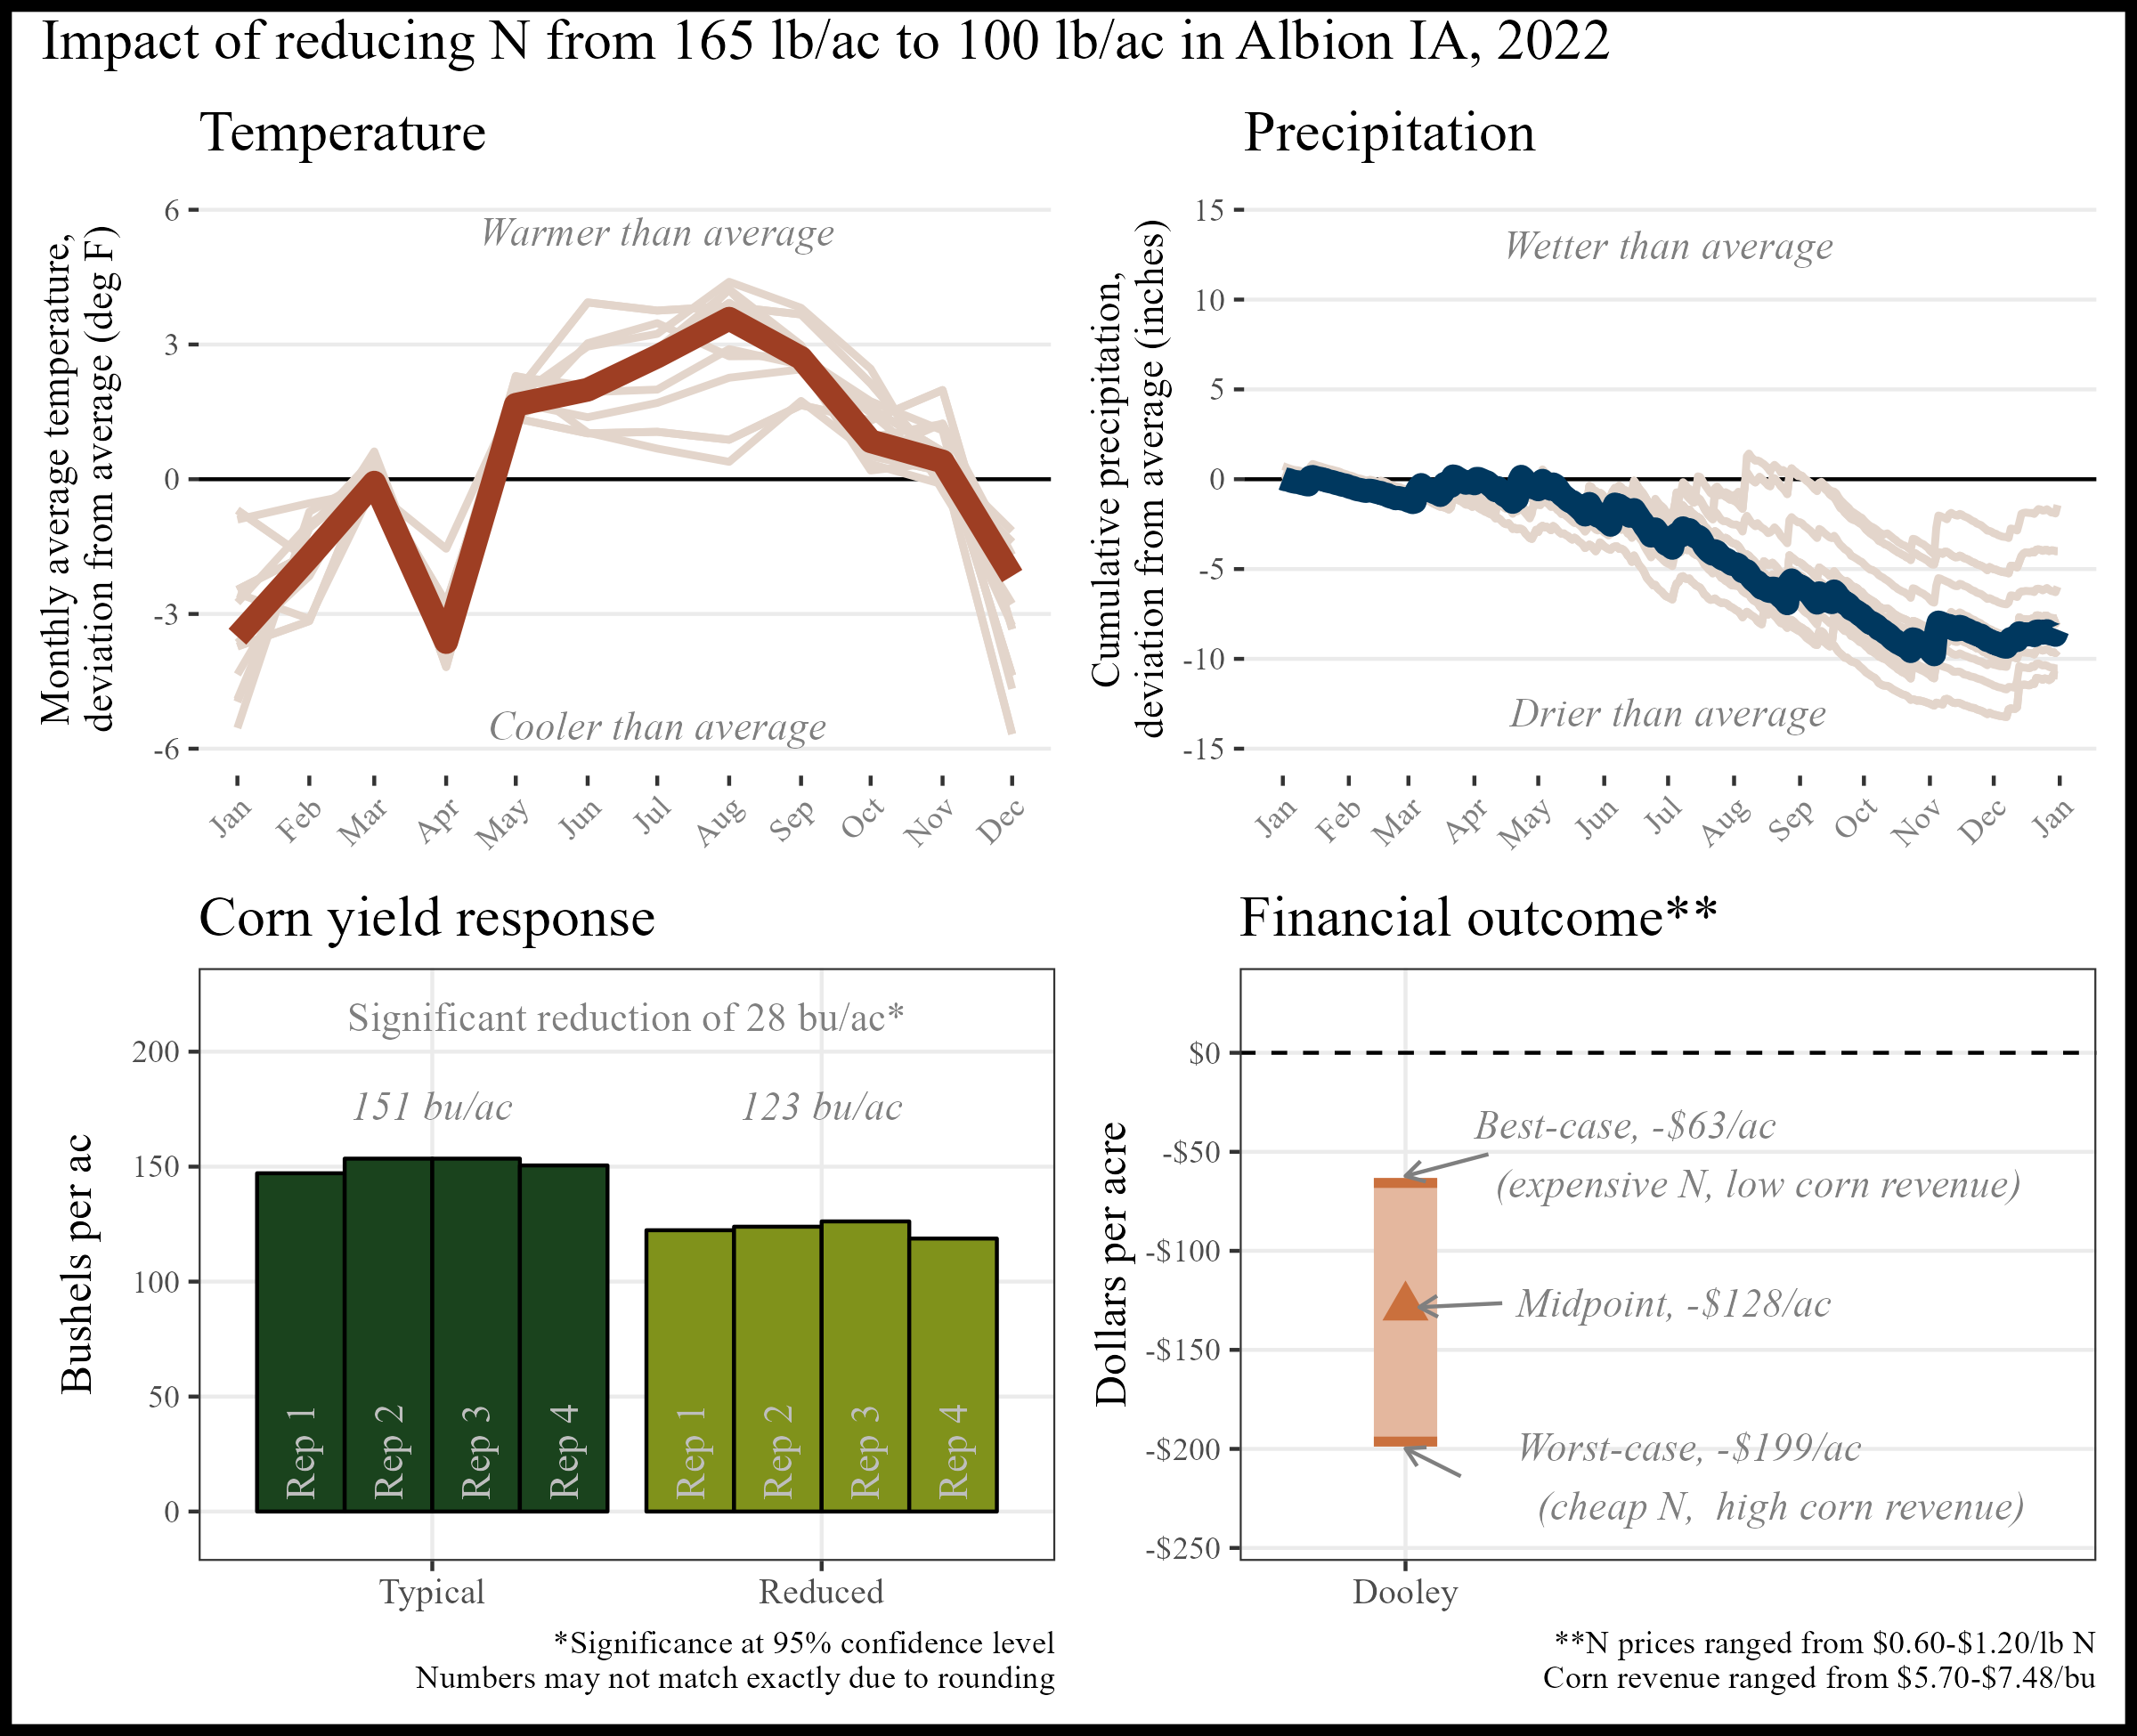 Impact of reducing N from 165 lb/ac to 100 lb/ac in Albion IA, 2022
Temperature
Monthly average temperature,
deviation from average (deg F)
6
3
0
-3
-6
Warmer than average
Cooler than average
Jan
Feb
Mar
Apr
May
Jun
Jul
Aug
Sep
Oct
Nov
Dec
Precipitation
Cumulative precipitation,
deviation from average (inches)
15
10
5
0
-5
-10
-15
Wetter than average
Drier than average
Jan
Feb
Mar
Apr
May
Jun
Jul
Aug
Sep
Oct
Nov
Dec
Jan
Corn yield response
Bushels per ac
200
150
100
50
0
Significant reduction of 28 bu/ac*
151 bu/ac
123 bu/ac
Rep 1
Rep 2
Rep 3
Rep 4
Rep 1
Rep 2
Rep 3
Rep 4
Typical
Reduced
*Significance at 95% confidence level
Numbers may not match exactly due to rounding
Financial outcome**
Dollars per acre
$0
-$50
-$100
-$150
-$200
-$250
Best-case, -$63/ac
(expensive N, low corn revenue)
Midpoint, -$128/ac
Worst-case, -$199/ac
(cheap N,  high corn revenue)
Dooley
**N prices ranged from $0.60-$1.20/lb N
Corn revenue ranged from $5.70-$7.48/bu